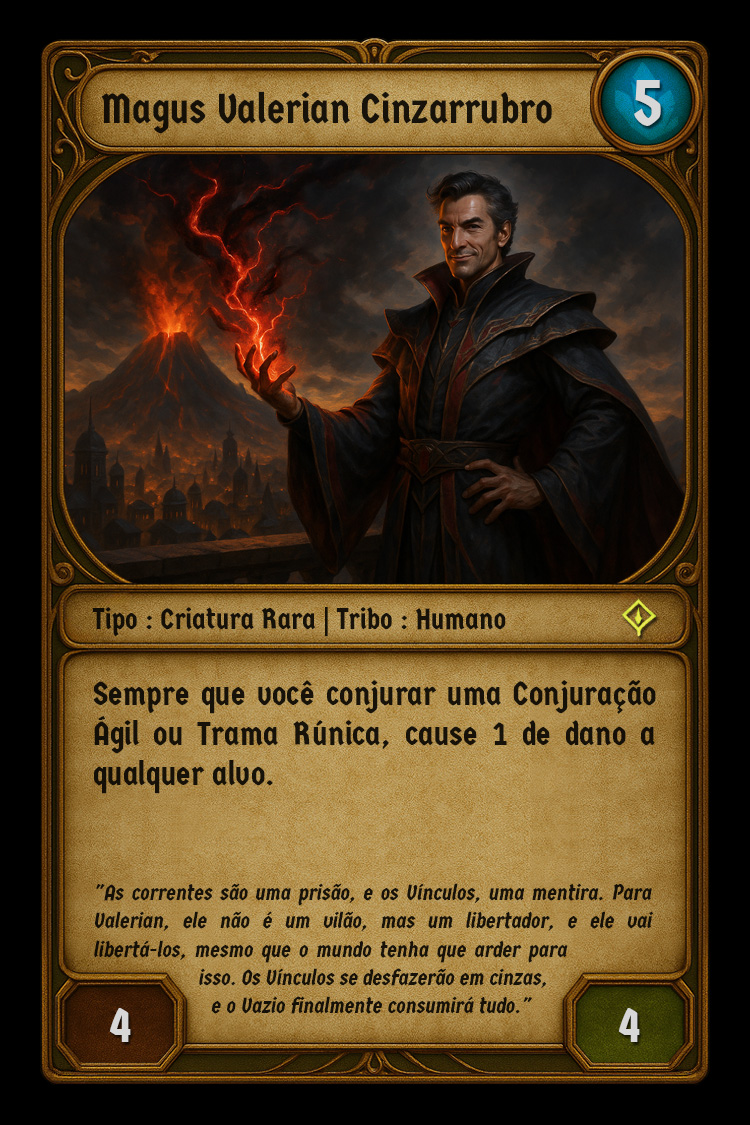 Magus Valerian Cinzarrubro
5
Tipo : Criatura Rara | Tribo : Humano
Sempre que você conjurar uma Conjuração
Ágil ou Trama Rúnica, cause 1 de dano a
qualquer alvo.
"As correntes são uma prisão, e os Vínculos, uma mentira. Para
Valerian, ele não é um vilão, mas um libertador, e ele vai
libertá-los, mesmo que o mundo tenha que arder para
isso. Os Vínculos se desfazerão em cinzas,
e o Vazio finalmente consumirá tudo."
4
4